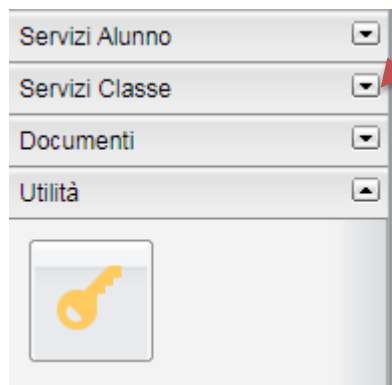 Servizi Alunno
Servizi Classe
Documenti
Utilità